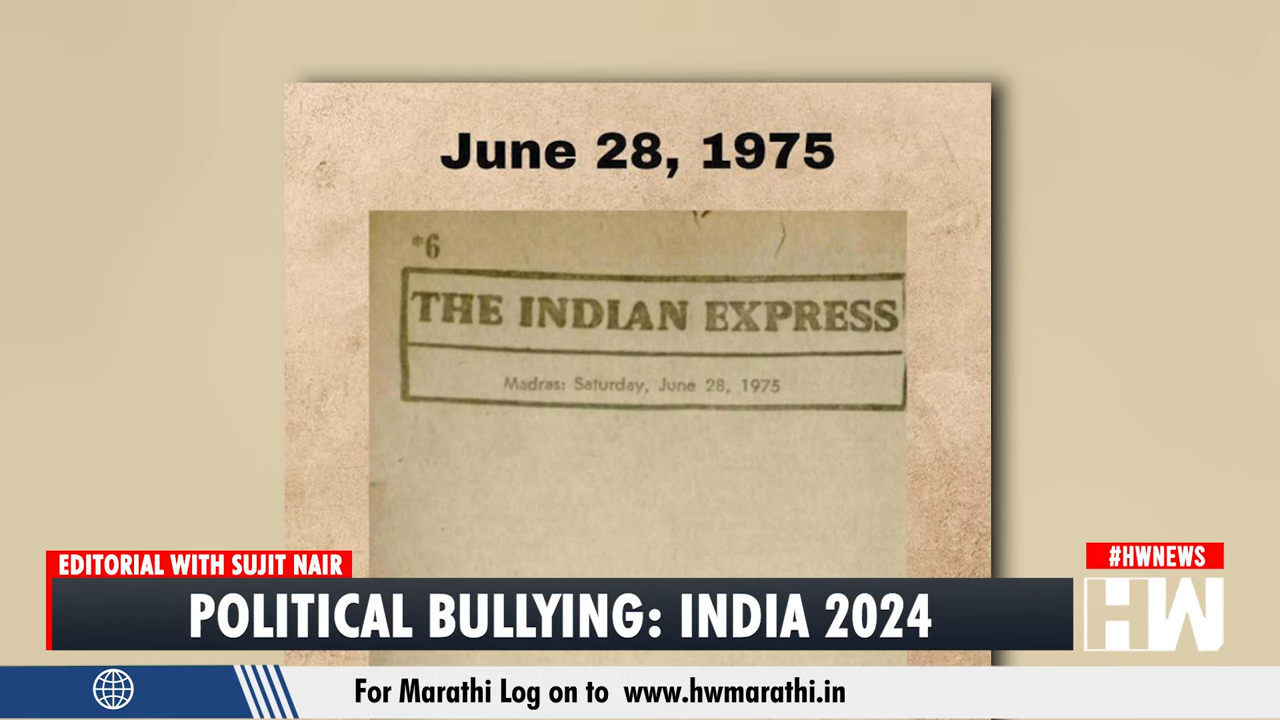 June 28, 1975
*6
THE INDIAN EXPRESS
Madras: Saturday, June 28, 1975
EDITORIAL WITH SUJIT NAIR
#HWNEWS
POLITICAL BULLYING: INDIA 2024
HW
For Marathi Log on to www.hwmarathi.in